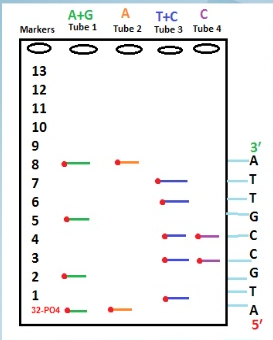 A+G A T+C C
Markers Tube 1 Tube 2 Tube 3 Tube 4
13
12
11
10
9
8
7
6
5
4
3
2
1
32-PO4
3'
A
T
T
G
C
C
G
T
A
5'